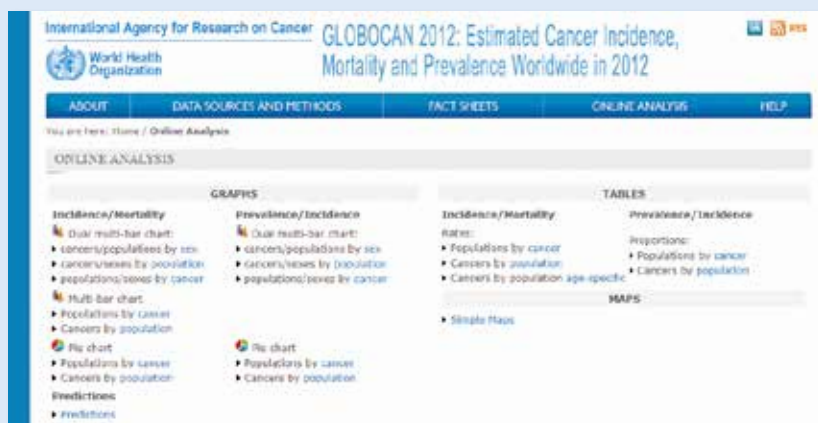 International Agency for Research on Cancer
World Health
Organization
GLOBOCAN 2012: Estimated Cancer Incidence,
Mortality and Prevalence Worldwide in 2012
RSS
ABOUT DATA SOURCES AND METHODS FACT SHEETS ONLINE ANALYSIS HELP
You are here: Home / Online Analysis
ONLINE ANALYSIS
GRAPHS
Incidence/Mortality
Dual multi-bar chart:
cancers/populations by sex
cancers/sexes by population
populations/sexes by cancer
Multi-bar chart
Populations by cancer
Cancers by population
Pie chart
Populations by cancer
Cancers by population
Predictions
Predictions
Prevalence/Incidence
Dual multi-bar chart:
cancers/populations by sex
cancers/sexes by population
populations/sexes by cancer
Pie chart
Populations by cancer
Cancers by population
TABLES
Incidence/Mortality
Rates:
Populations by cancer
Cancers by population
Cancers by population age-specific
Prevalence/Incidence
Proportions:
Populations by cancer
Cancers by population
MAPS
Simple Maps